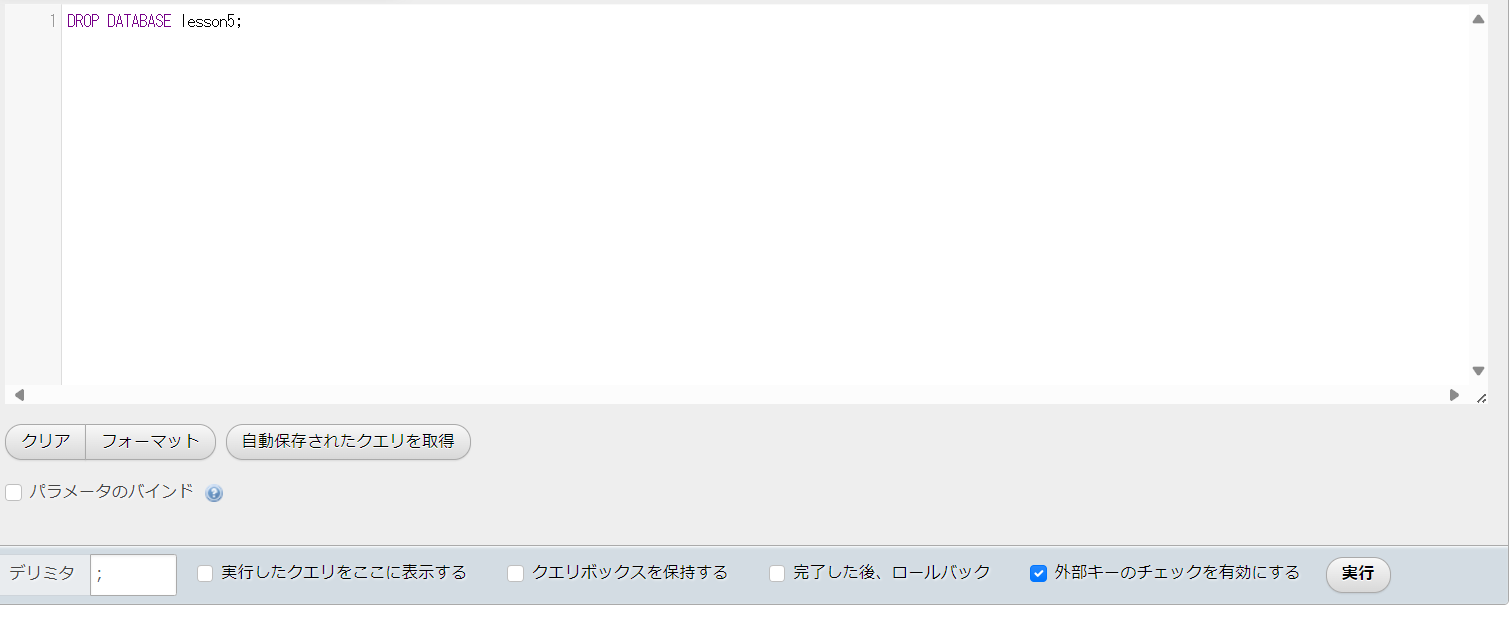 1 DROP DATABASE lesson5;
クリア フォーマット 自動保存されたクエリを取得
パラメータのバインド
デリミタ ; 実行したクエリをここに表示する クエリボックスを保持する 完了した後、ロールバック 外部キーのチェックを有効にする 実行